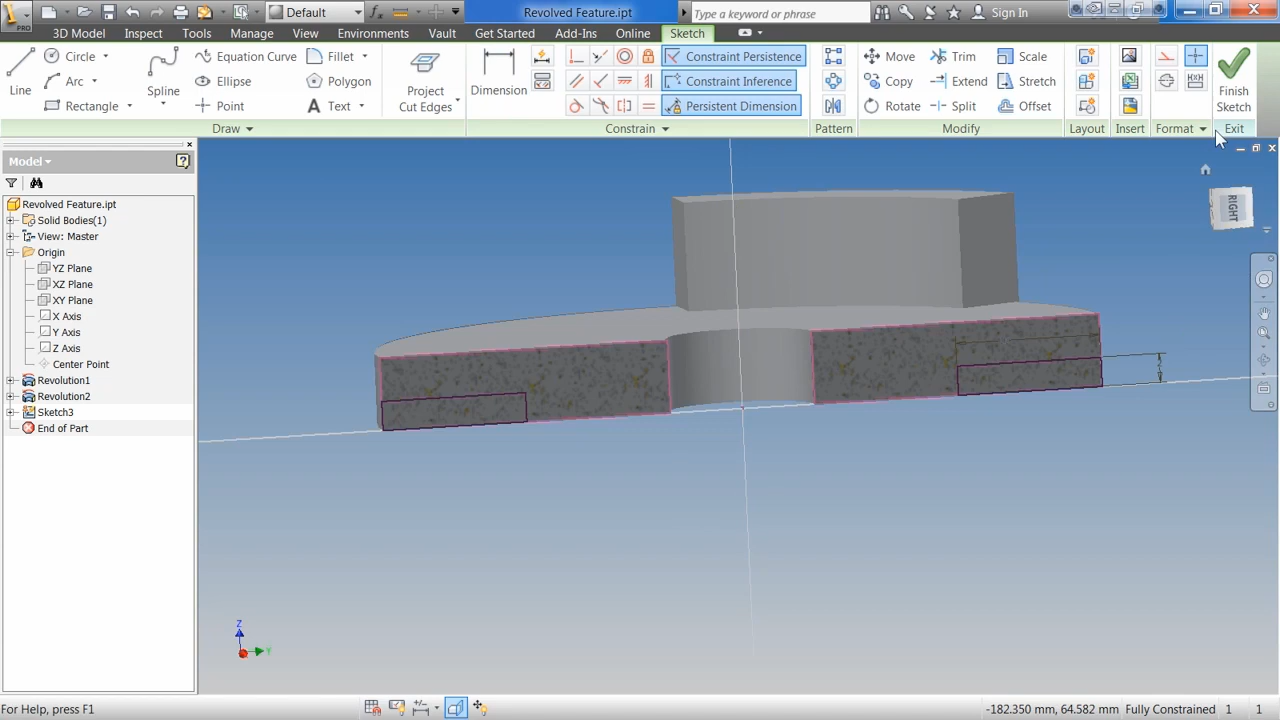 PRO
Default
Revolved Feature.ipt
Type a keyword or phrase
Sign In
3D Model Inspect Tools Manage View Environments Vault Get Started Add-Ins Online Sketch
Line
Circle
Arc
Rectangle
Spline
Equation Curve
Ellipse
Point
Fillet
Polygon
Text
Project
Cut Edges
Dimension
Constraint Persistence
Constraint Inference
Persistent Dimension
Move
Copy
Rotate
Trim
Extend
Split
Scale
Stretch
Offset
Finish
Sketch
Draw Constrain Pattern Modify Layout Insert Format Exit
Model
Revolved Feature.ipt
Solid Bodies(1)
View: Master
Origin
YZ Plane
XZ Plane
XY Plane
X Axis
Y Axis
Z Axis
Center Point
Revolution1
Revolution2
Sketch3
End of Part
RIGHT
Z
Y
For Help, press F1
-182.350 mm, 64.582 mm Fully Constrained 1 1